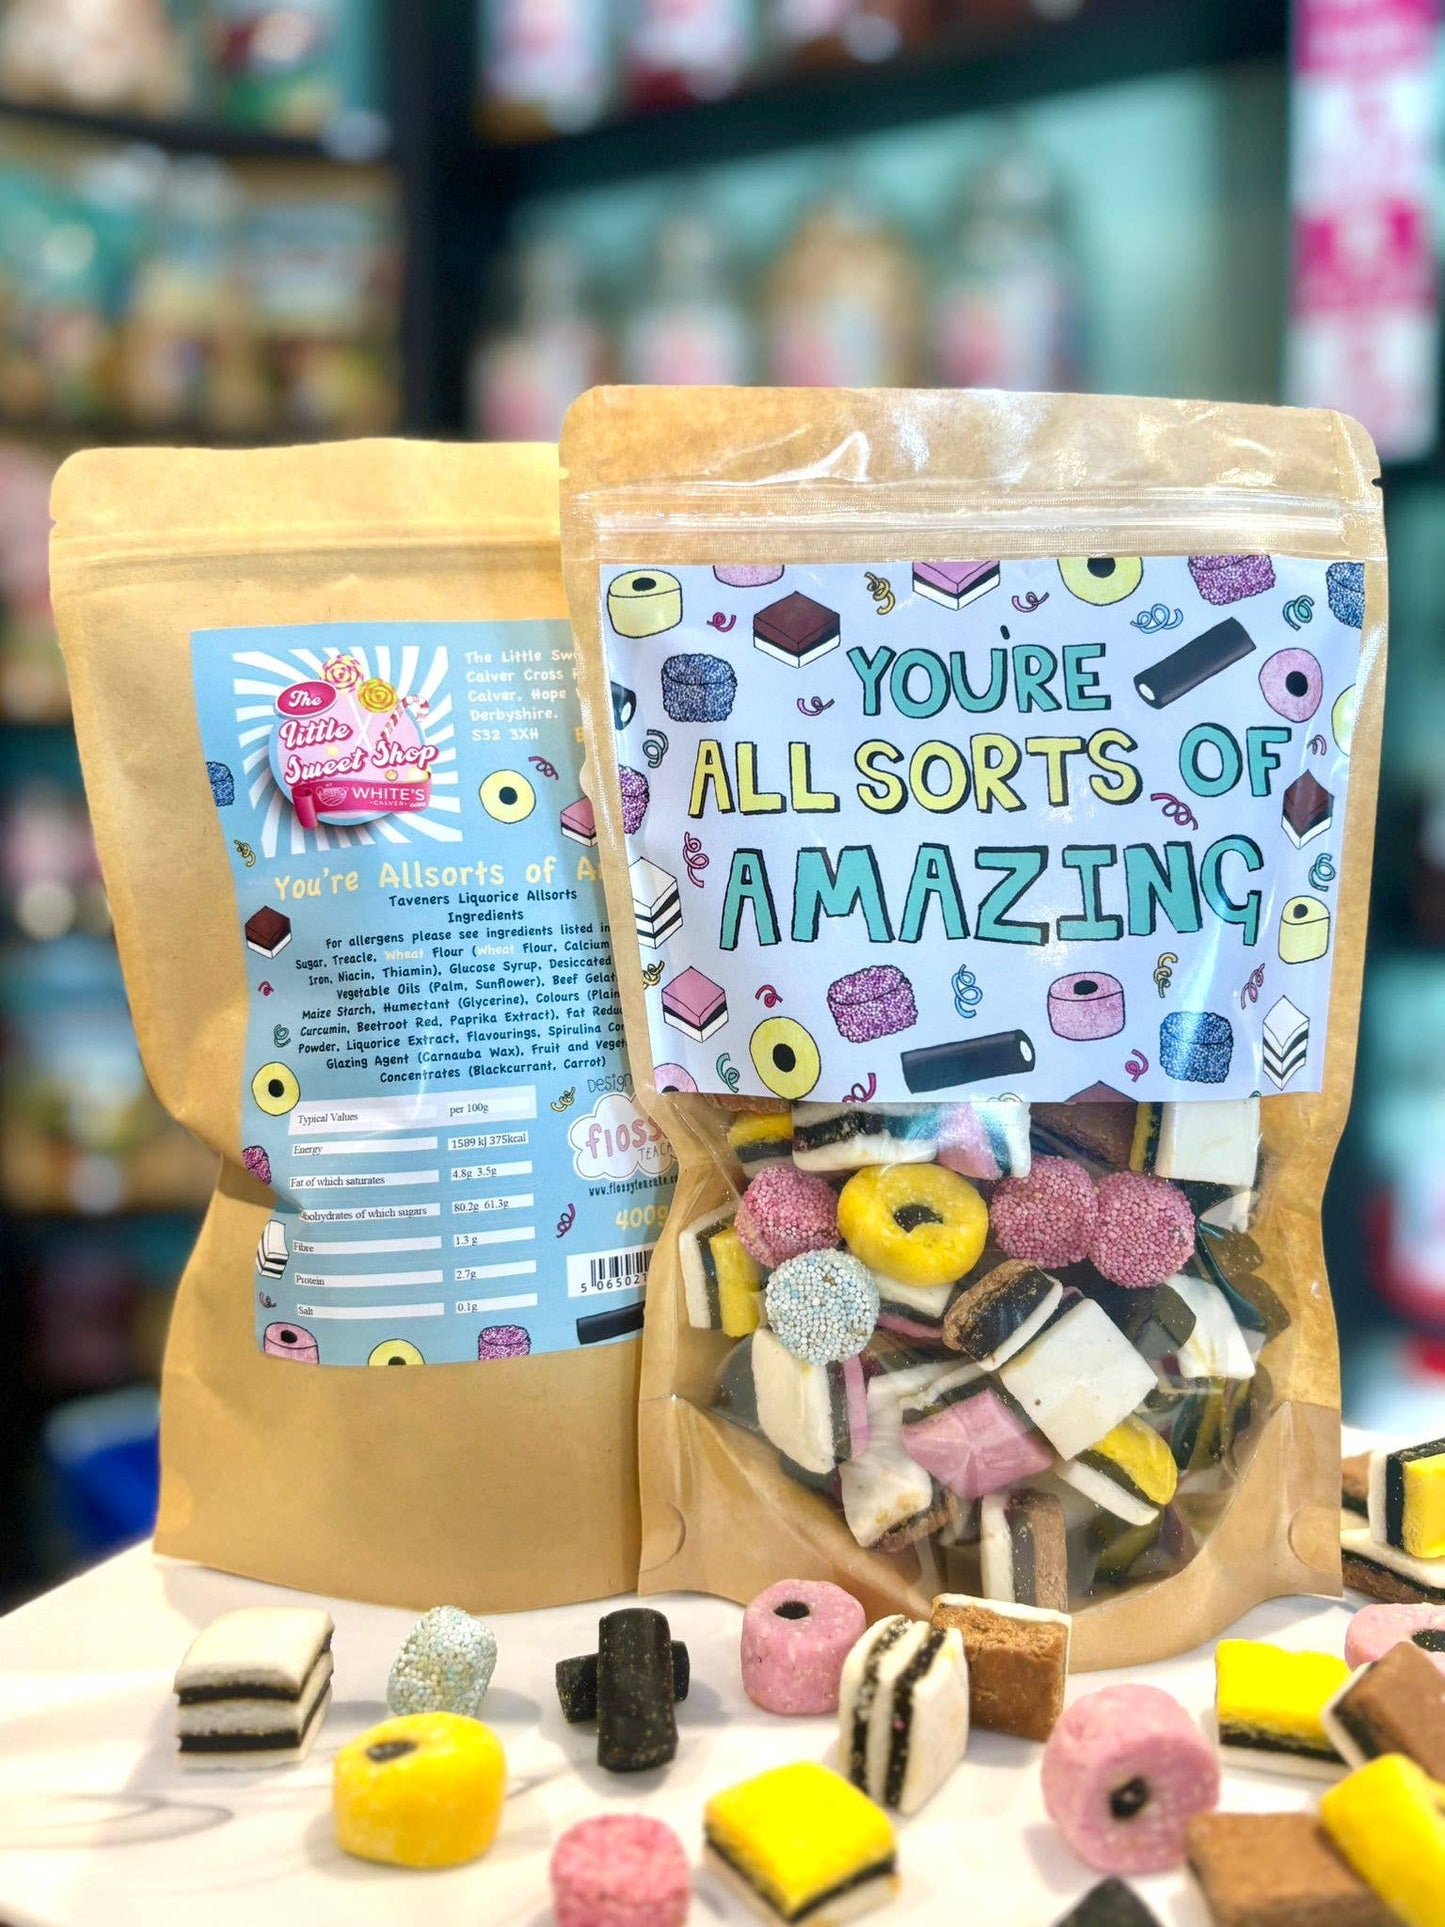 The
Little
Sweet Shop
AT
WHITE'S
CALVER
The Little
Calver Cross
Calver, Hope
Derbyshire.
S32 3XH
You're Allsorts of
Taveners Liquorice Allsorts
Ingredients
For allergens please see ingredients listed in
Sugar, Treacle, Wheat Flour (Wheat Flour, Calcium
Iron, Niacin, Thiamin), Glucose Syrup, Desiccated
Vegetable Oils (Palm, Sunflower), Beef
Maize Starch, Humectant (Glycerine), Colours (Plain
Curcumin, Beetroot Red, Paprika Extract), Fat
Powder, Liquorice Extract, Flavourings, Spirulina
Glazing Agent (Carnauba Wax), Fruit and
Concentrates (Blackcurrant, Carrot)
Typical Values per 100g
Energy 1589 kJ 375kcal
Fat of which saturates 4.8g 3.5g
of which sugars 80.2g 61.3g
Fibre 1.3 g
Protein 2.7g
Salt 0.1g
400g
YOU'RE
ALL SORTS OF
AMAZING